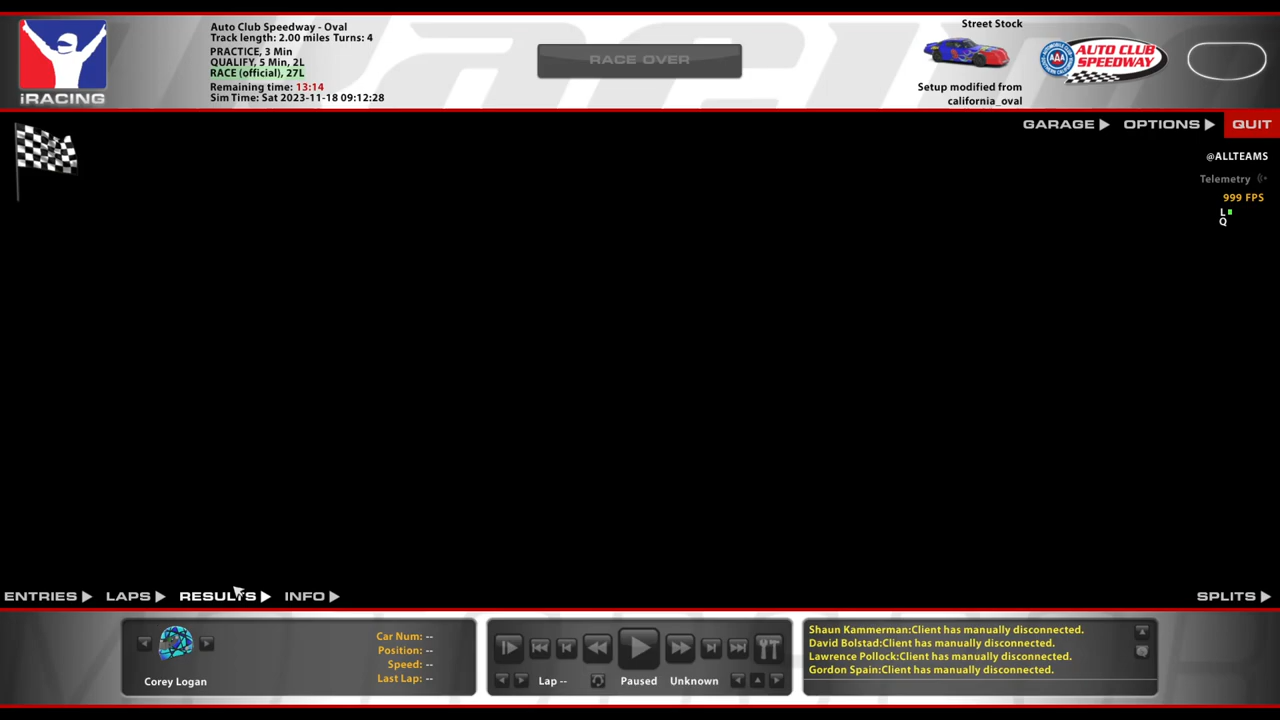 iRACING
Auto Club Speedway - Oval
Track length: 2.00 miles Turns: 4
PRACTICE, 3 Min
QUALIFY, 5 Min, 2L
RACE (official), 27L
Remaining time: 13:14
Sim Time: Sat 2023-11-18 09:12:28
RACE OVER
Street Stock
Setup modified from
california_oval
AAA
AUTO CLUB
SPEEDWAY
GARAGE
OPTIONS
QUIT
@ALLTEAMS
Telemetry
999 FPS
L
Q
ENTRIES
LAPS
RESULTS
INFO
SPLITS
Corey Logan
Car Num: --
Position: --
Speed: --
Last Lap: --
Lap --
Paused
Unknown
Shaun Kammerman:Client has manually disconnected.
David Bolstad:Client has manually disconnected.
Lawrence Pollock:Client has manually disconnected.
Gordon Spain:Client has manually disconnected.